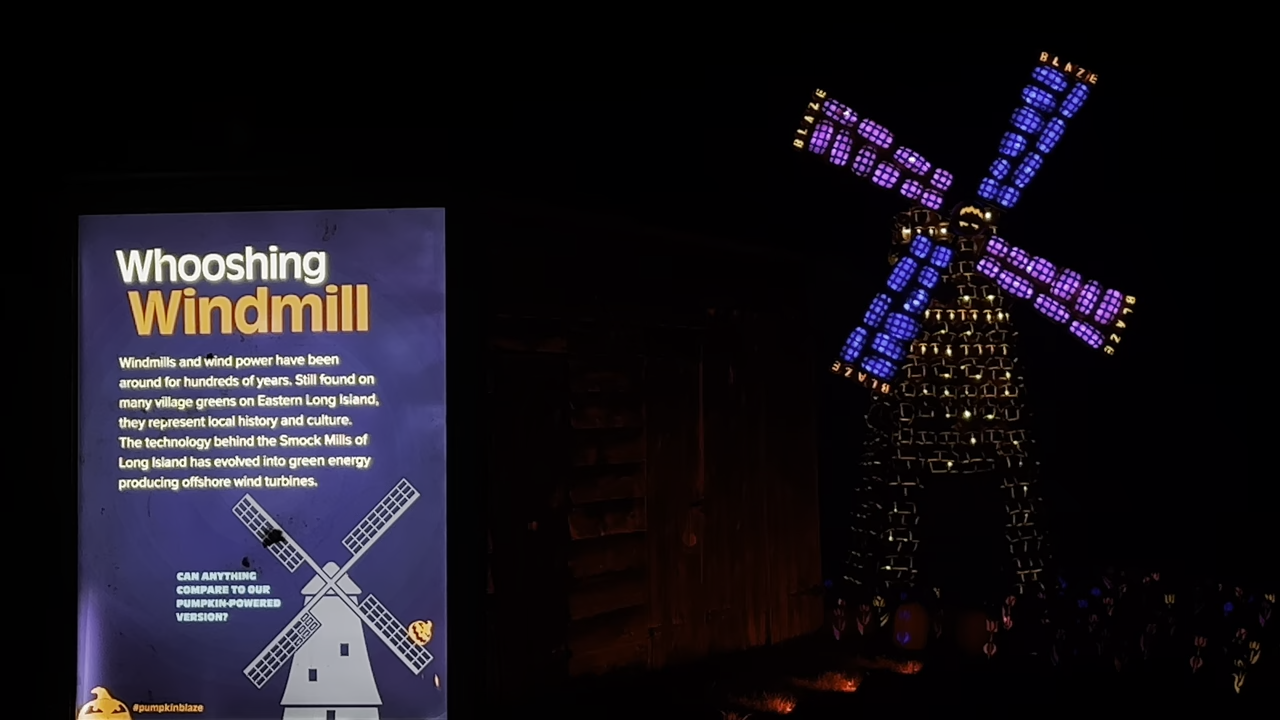 Whooshing
Windmill
Windmills and wind power have been
around for hundreds of years. Still found on
many village greens on Eastern Long Island,
they represent local history and culture.
The technology behind the Smock Mills of
Long Island has evolved into green energy
producing offshore wind turbines.
CAN ANYTHING
COMPARE TO OUR
PUMPKIN-POWERED
VERSION?
#pumpkinblaze
BLAZE
BLAZE
BLAZE
BLAZE